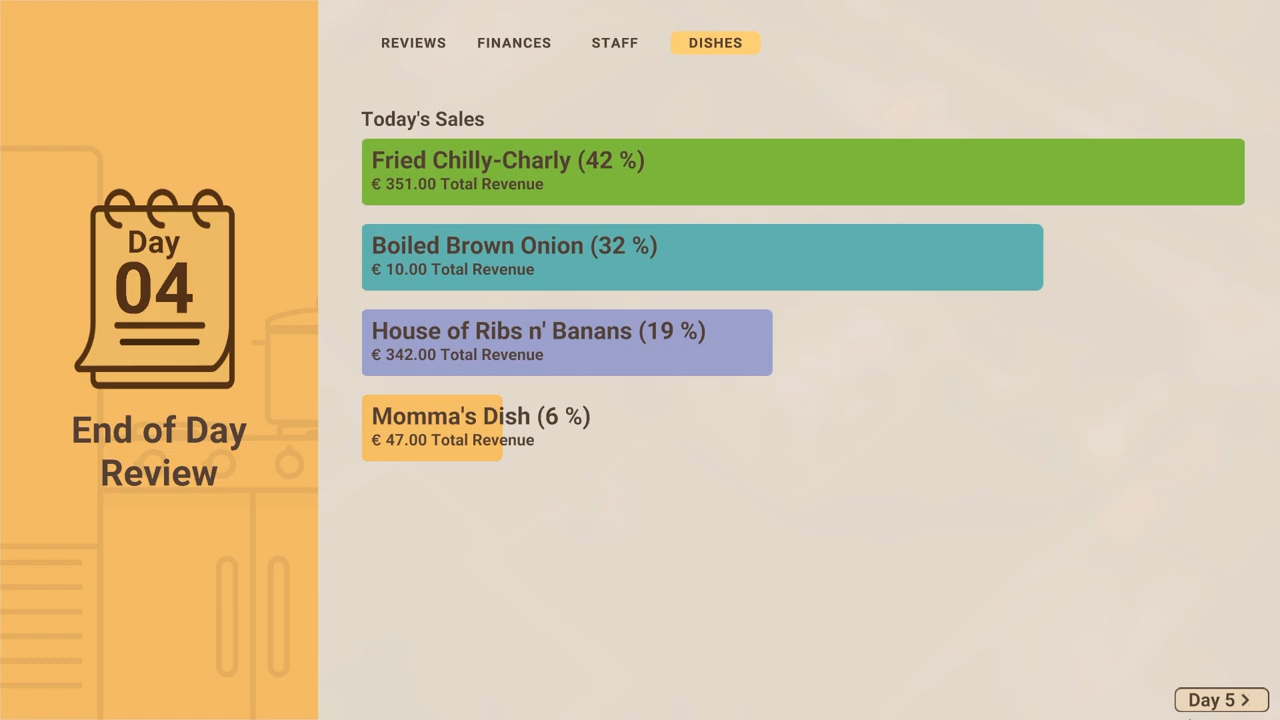 REVIEWS FINANCES STAFF DISHES
Today's Sales
Fried Chilly-Charly (42 %)
€ 351.00 Total Revenue
Boiled Brown Onion (32 %)
€ 10.00 Total Revenue
House of Ribs n' Banans (19 %)
€ 342.00 Total Revenue
Momma's Dish (6 %)
€ 47.00 Total Revenue
Day
04
End of Day
Review
Day 5 >